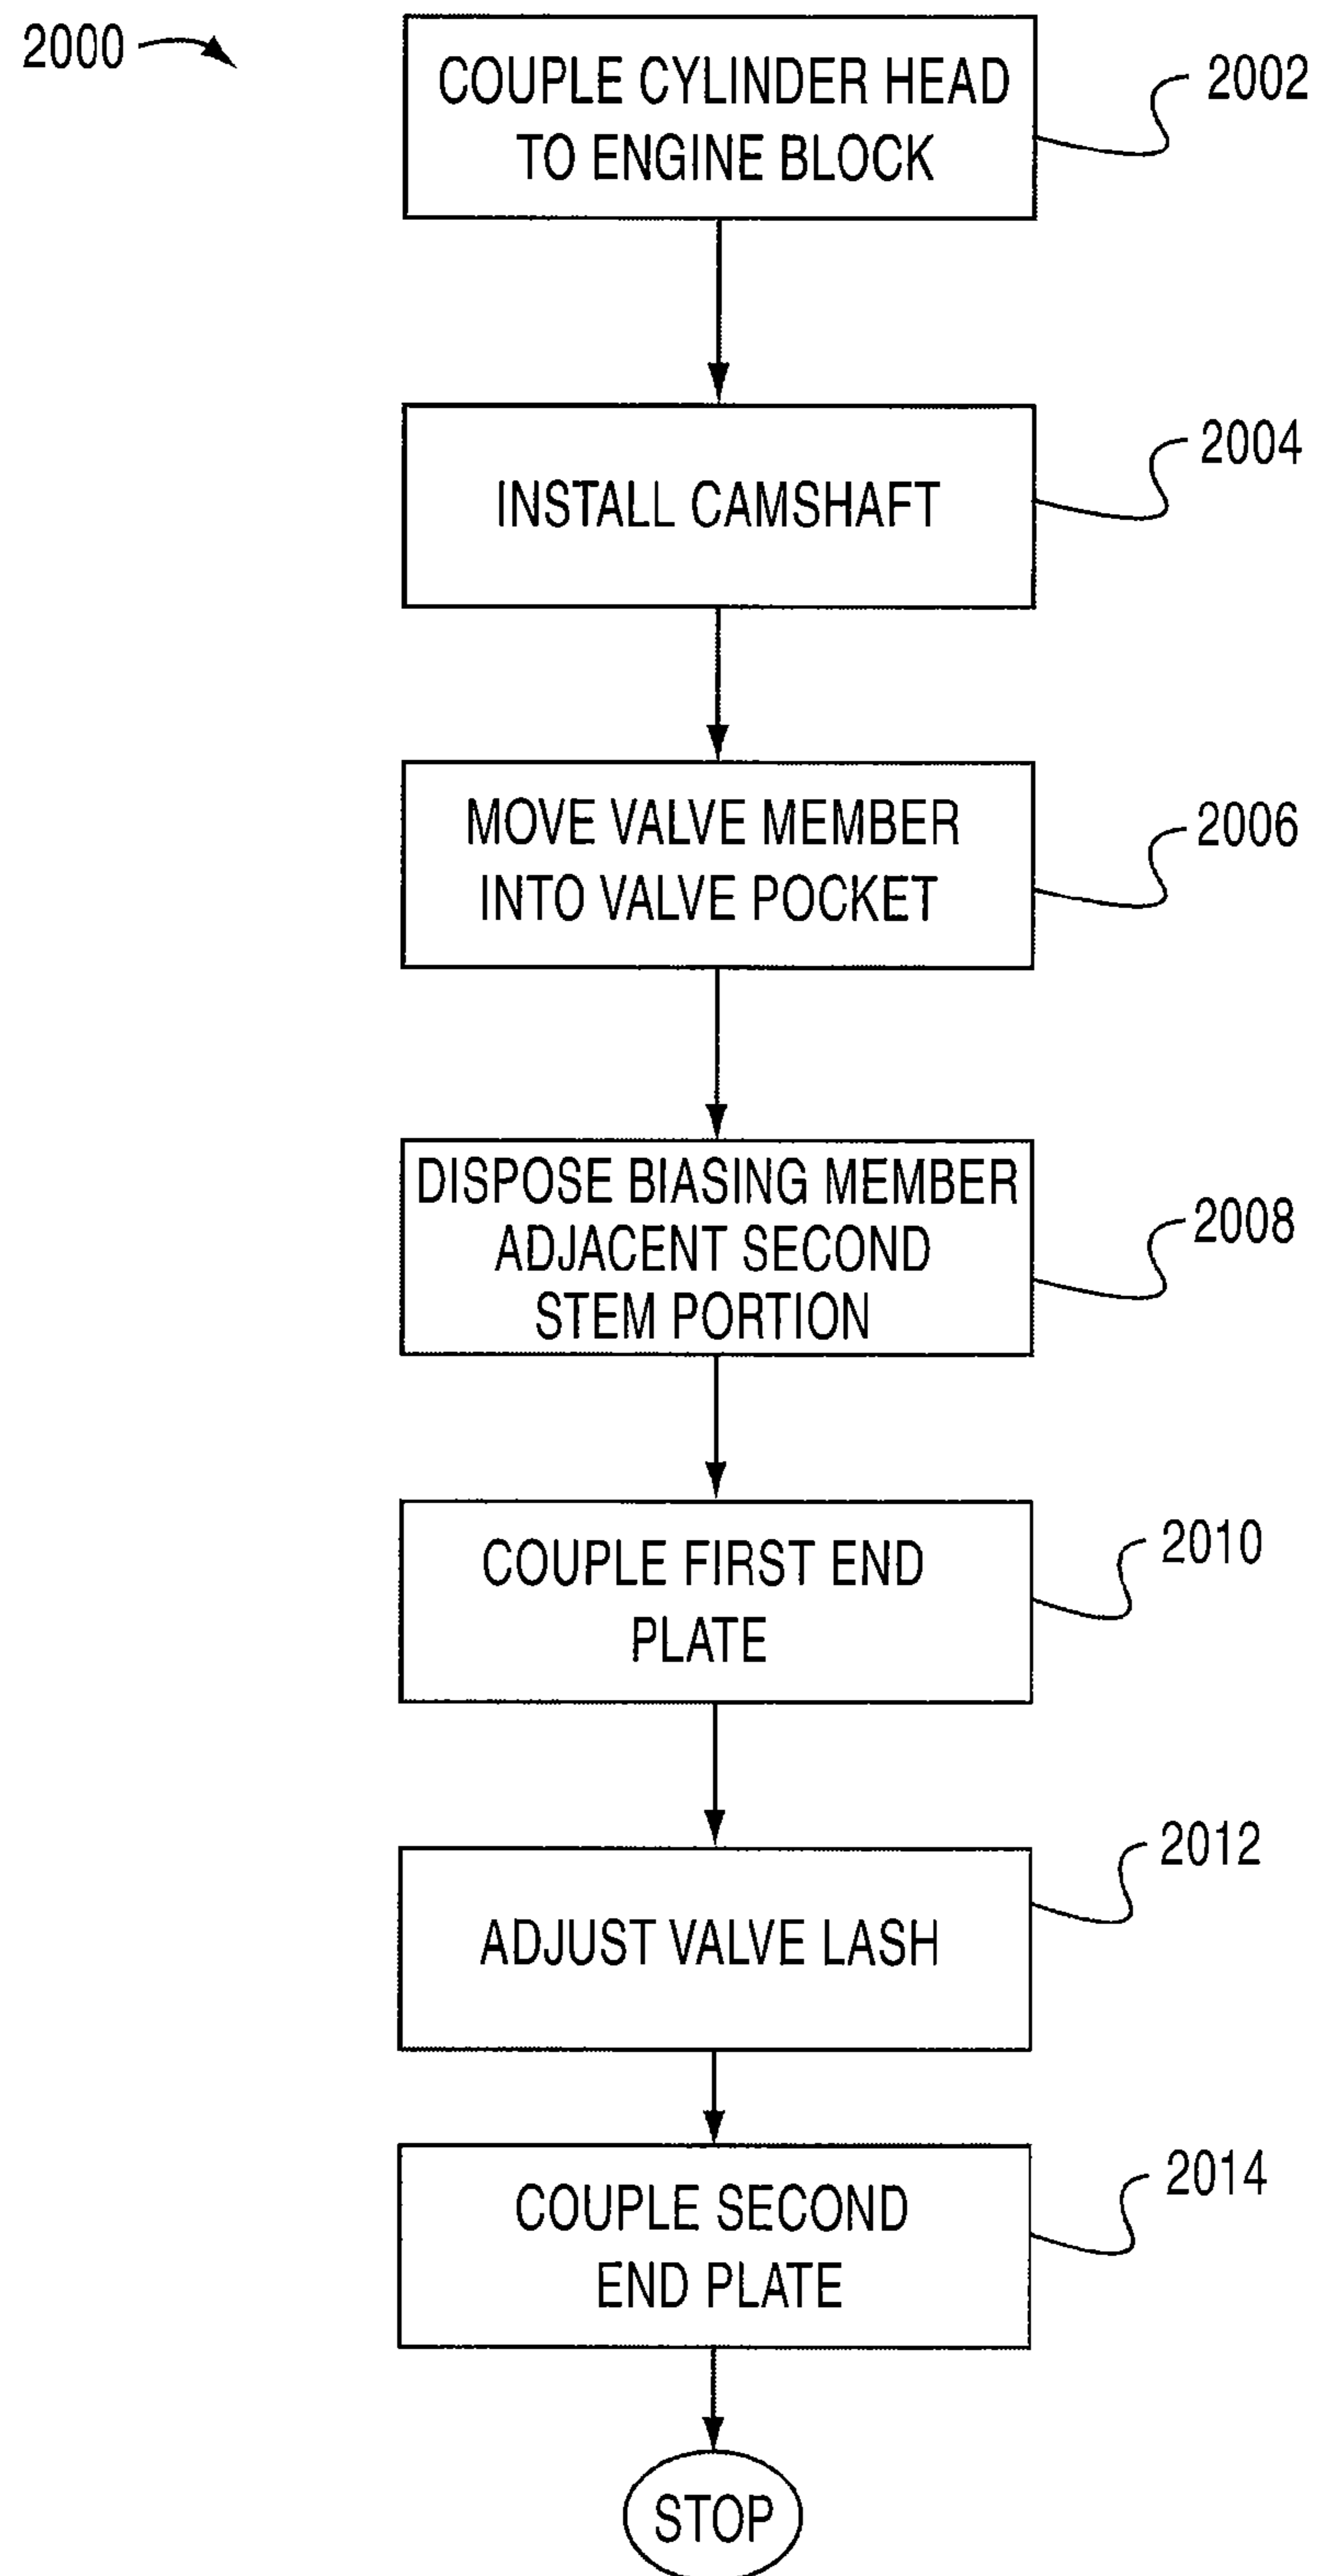 2000
COUPLE CYLINDER HEAD
TO ENGINE BLOCK
2002
INSTALL CAMSHAFT
2004
MOVE VALVE MEMBER
INTO VALVE POCKET
2006
DISPOSE BIASING MEMBER
ADJACENT SECOND
STEM PORTION
2008
COUPLE FIRST END
PLATE
2010
ADJUST VALVE LASH
2012
COUPLE SECOND
END PLATE
2014
STOP